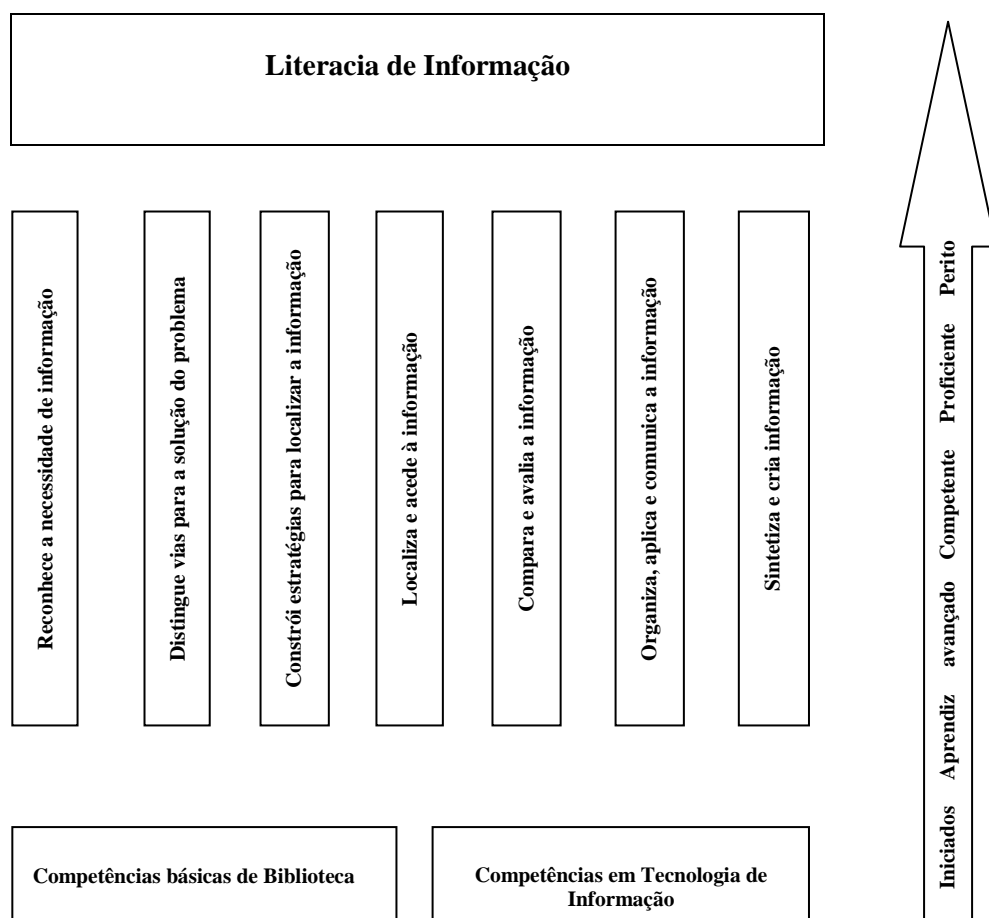 Literacia de Informação
Reconhece a necessidade de informação
Distingue vias para a solução do problema
Constrói estratégias para localizar a informação
Localiza e acede à informação
Compara e avalia a informação
Organiza, aplica e comunica a informação
Sintetiza e cria informação
Iniciados Aprendiz avançado Competente Proficiente Perito
Competências básicas de Biblioteca
Competências em Tecnologia de
Informação